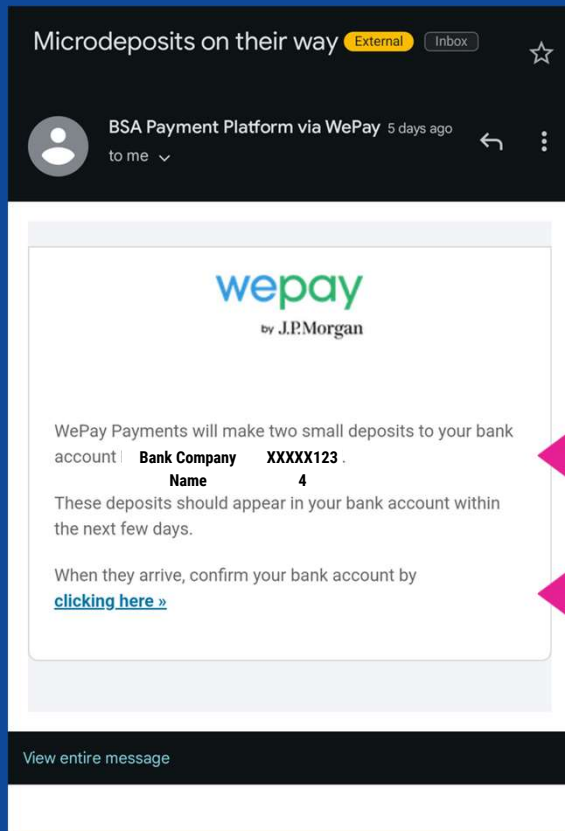 Microdeposits on their way External Inbox
BSA Payment Platform via WePay 5 days ago
to me
wepay
by J.P.Morgan
WePay Payments will make two small deposits to your bank
account Bank Company XXXXX123 .
Name 4
These deposits should appear in your bank account within
the next few days.
When they arrive, confirm your bank account by
clicking here »
View entire message